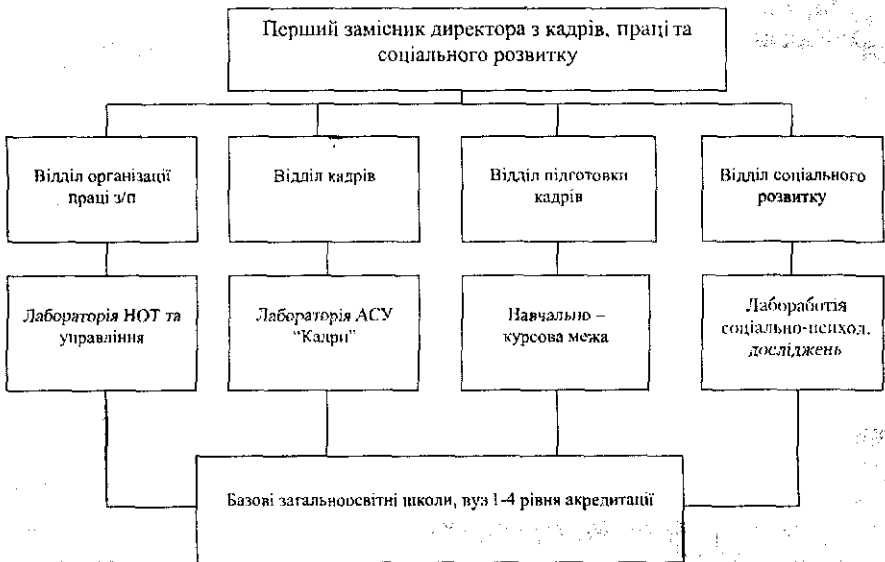 Перший замісник директора з кадрів, праці та
соціального розвитку
Відділ організації
праці з/п
Відділ кадрів
Відділ підготовки
кадрів
Відділ соціального
розвитку
Лабораторія НОТ та
управління
Лабораторія АСУ
“Кадри”
Навчально –
курсова межа
Лабоработія
соціально-психол.
досліджень
Базові загальноосвітні школи, вуз 1-4 рівня акредитації